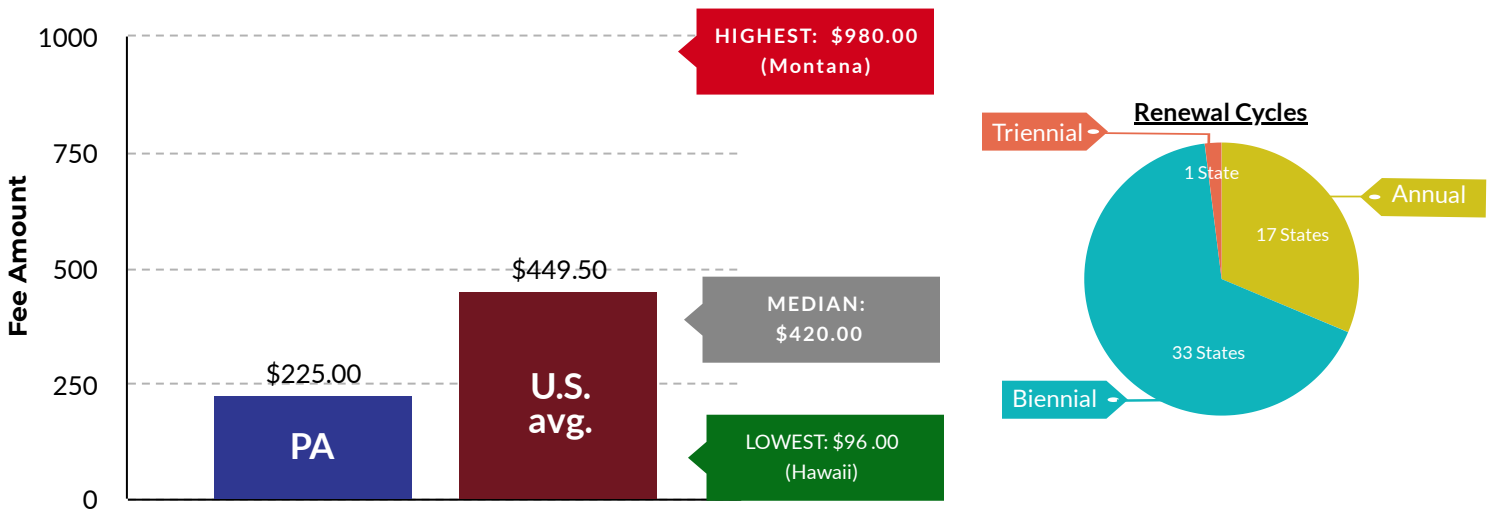 Fee Amount
1000
750
500
250
0
$225.00
PA
$449.50
U.S.
avg.
HIGHEST: $980.00
(Montana)
MEDIAN:
$420.00
LOWEST: $96.00
(Hawaii)
Renewal Cycles
Triennial
1 State
Annual
17 States
33 States
Biennial